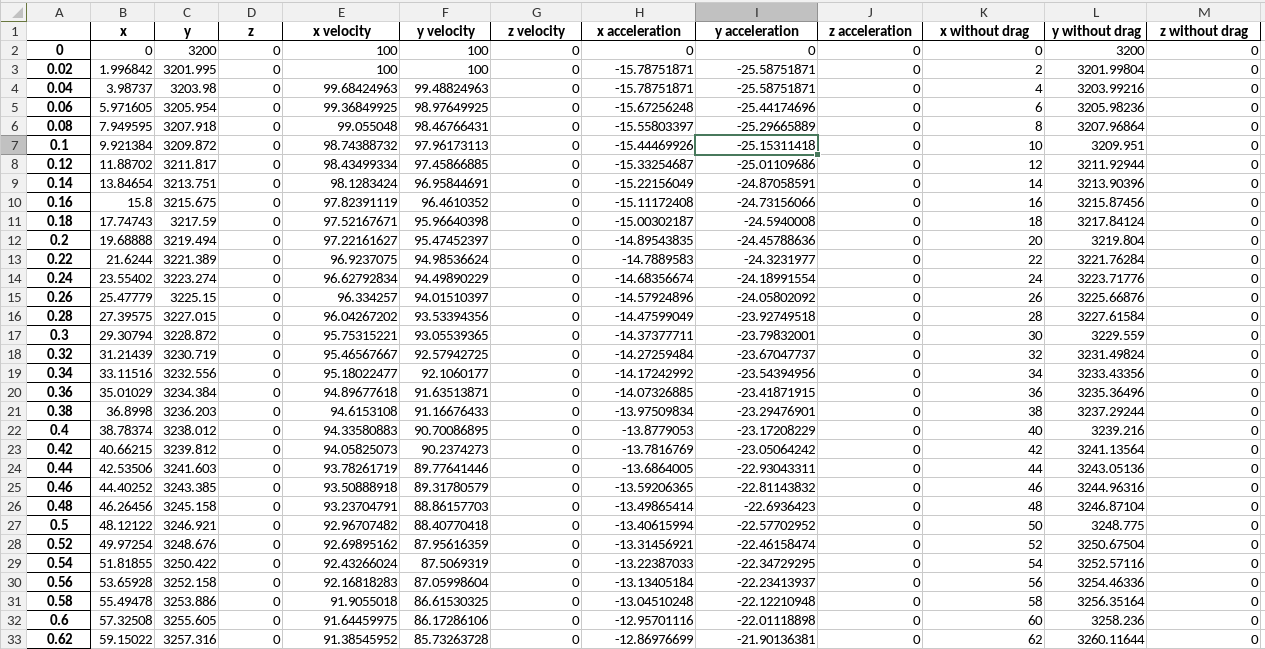 A B C D E F G H I J K L M
1 x y z x velocity y velocity z velocity x acceleration y acceleration z acceleration x without drag y without drag z without drag
2 0 0 3200 0 100 100 0 0 0 0 0 3200 0
3 0.02 1.996842 3201.995 0 100 100 0 -15.78751871 -25.58751871 0 2 3201.99804 0
4 0.04 3.98737 3203.98 0 99.68424963 99.48824963 0 -15.78751871 -25.58751871 0 4 3203.99216 0
5 0.06 5.971605 3205.954 0 99.36849925 98.97649925 0 -15.67256248 -25.44174696 0 6 3205.98236 0
6 0.08 7.949595 3207.918 0 99.055048 98.46766431 0 -15.55803397 -25.29665889 0 8 3207.96864 0
7 0.1 9.921384 3209.872 0 98.74388732 97.96173113 0 -15.44469926 -25.15311418 0 10 3209.951 0
8 0.12 11.88702 3211.817 0 98.43499334 97.45866885 0 -15.33254687 -25.01109686 0 12 3211.92944 0
9 0.14 13.84654 3213.751 0 98.1283424 96.95844691 0 -15.22156049 -24.87058591 0 14 3213.90396 0
10 0.16 15.8 3215.675 0 97.82391119 96.4610352 0 -15.11172408 -24.73156066 0 16 3215.87456 0
11 0.18 17.74743 3217.59 0 97.52167671 95.96640398 0 -15.00302187 -24.5940008 0 18 3217.84124 0
12 0.2 19.68888 3219.494 0 97.22161627 95.47452397 0 -14.89543835 -24.45788636 0 20 3219.804 0
13 0.22 21.6244 3221.389 0 96.9237075 94.98536624 0 -14.7889583 -24.3231977 0 22 3221.76284 0
14 0.24 23.55402 3223.274 0 96.62792834 94.49890229 0 -14.68356674 -24.18991554 0 24 3223.71776 0
15 0.26 25.47779 3225.15 0 96.334257 94.01510397 0 -14.57924896 -24.05802092 0 26 3225.66876 0
16 0.28 27.39575 3227.015 0 96.04267202 93.53394356 0 -14.47599049 -23.92749518 0 28 3227.61584 0
17 0.3 29.30794 3228.872 0 95.75315221 93.05539365 0 -14.37377711 -23.79832001 0 30 3229.559 0
18 0.32 31.21439 3230.719 0 95.46567667 92.57942725 0 -14.27259484 -23.67047737 0 32 3231.49824 0
19 0.34 33.11516 3232.556 0 95.18022477 92.1060177 0 -14.17242992 -23.54394956 0 34 3233.43356 0
20 0.36 35.01029 3234.384 0 94.89677618 91.63513871 0 -14.07326885 -23.41871915 0 36 3235.36496 0
21 0.38 36.8998 3236.203 0 94.6153108 91.16676433 0 -13.97509834 -23.29476901 0 38 3237.29244 0
22 0.4 38.78374 3238.012 0 94.33580883 90.70086895 0 -13.8779053 -23.17208229 0 40 3239.216 0
23 0.42 40.66215 3239.812 0 94.05825073 90.2374273 0 -13.7816769 -23.05064242 0 42 3241.13564 0
24 0.44 42.53506 3241.603 0 93.78261719 89.77641446 0 -13.6864005 -22.93043311 0 44 3243.05136 0
25 0.46 44.40252 3243.385 0 93.50888918 89.31780579 0 -13.59206365 -22.81143832 0 46 3244.96316 0
26 0.48 46.26456 3245.158 0 93.23704791 88.86157703 0 -13.49865414 -22.6936423 0 48 3246.87104 0
27 0.5 48.12122 3246.921 0 92.96707482 88.40770418 0 -13.40615994 -22.57702952 0 50 3248.775 0
28 0.52 49.97254 3248.676 0 92.69895162 87.95616359 0 -13.31456921 -22.46158474 0 52 3250.67504 0
29 0.54 51.81855 3250.422 0 92.43266024 87.5069319 0 -13.22387033 -22.34729295 0 54 3252.57116 0
30 0.56 53.65928 3252.158 0 92.16818283 87.05998604 0 -13.13405184 -22.23413937 0 56 3254.46336 0
31 0.58 55.49478 3253.886 0 91.9055018 86.61530325 0 -13.04510248 -22.12210948 0 58 3256.35164 0
32 0.6 57.32508 3255.605 0 91.64459975 86.17286106 0 -12.95701116 -22.01118898 0 60 3258.236 0
33 0.62 59.15022 3257.316 0 91.38545952 85.73263728 0 -12.86976699 -21.90136381 0 62 3260.11644 0